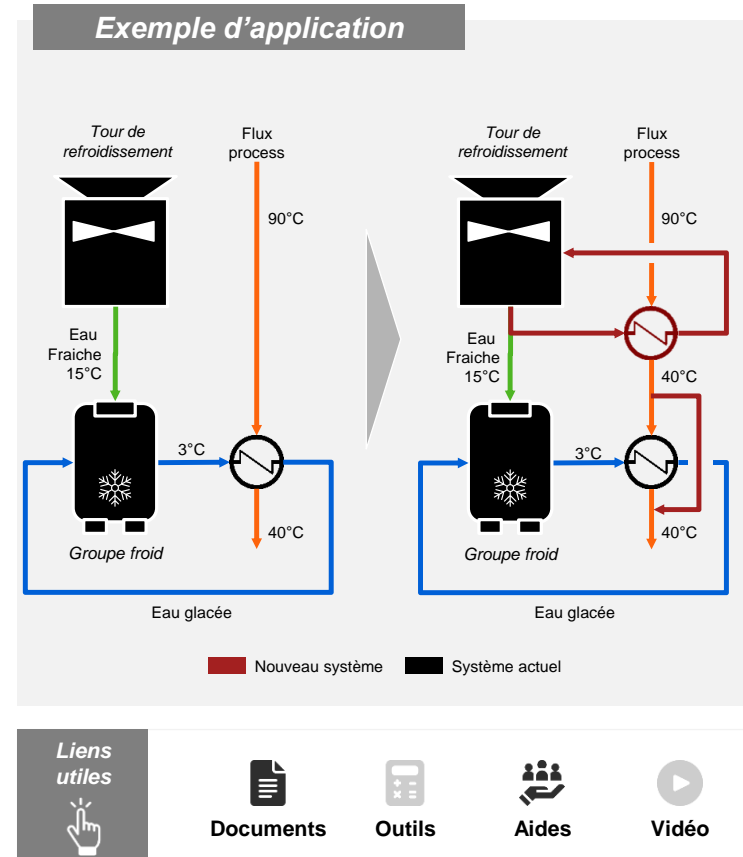 Exemple d’application
Tour de
refroidissement
Flux
process
90°C
Eau
Fraiche
15°C
3°C
40°C
Groupe froid
Eau glacée
Tour de
refroidissement
Flux
process
90°C
Eau
Fraiche
15°C
40°C
3°C
40°C
Groupe froid
Eau glacée
Nouveau système
Système actuel
Liens
utiles
Documents
Outils
Aides
Vidéo